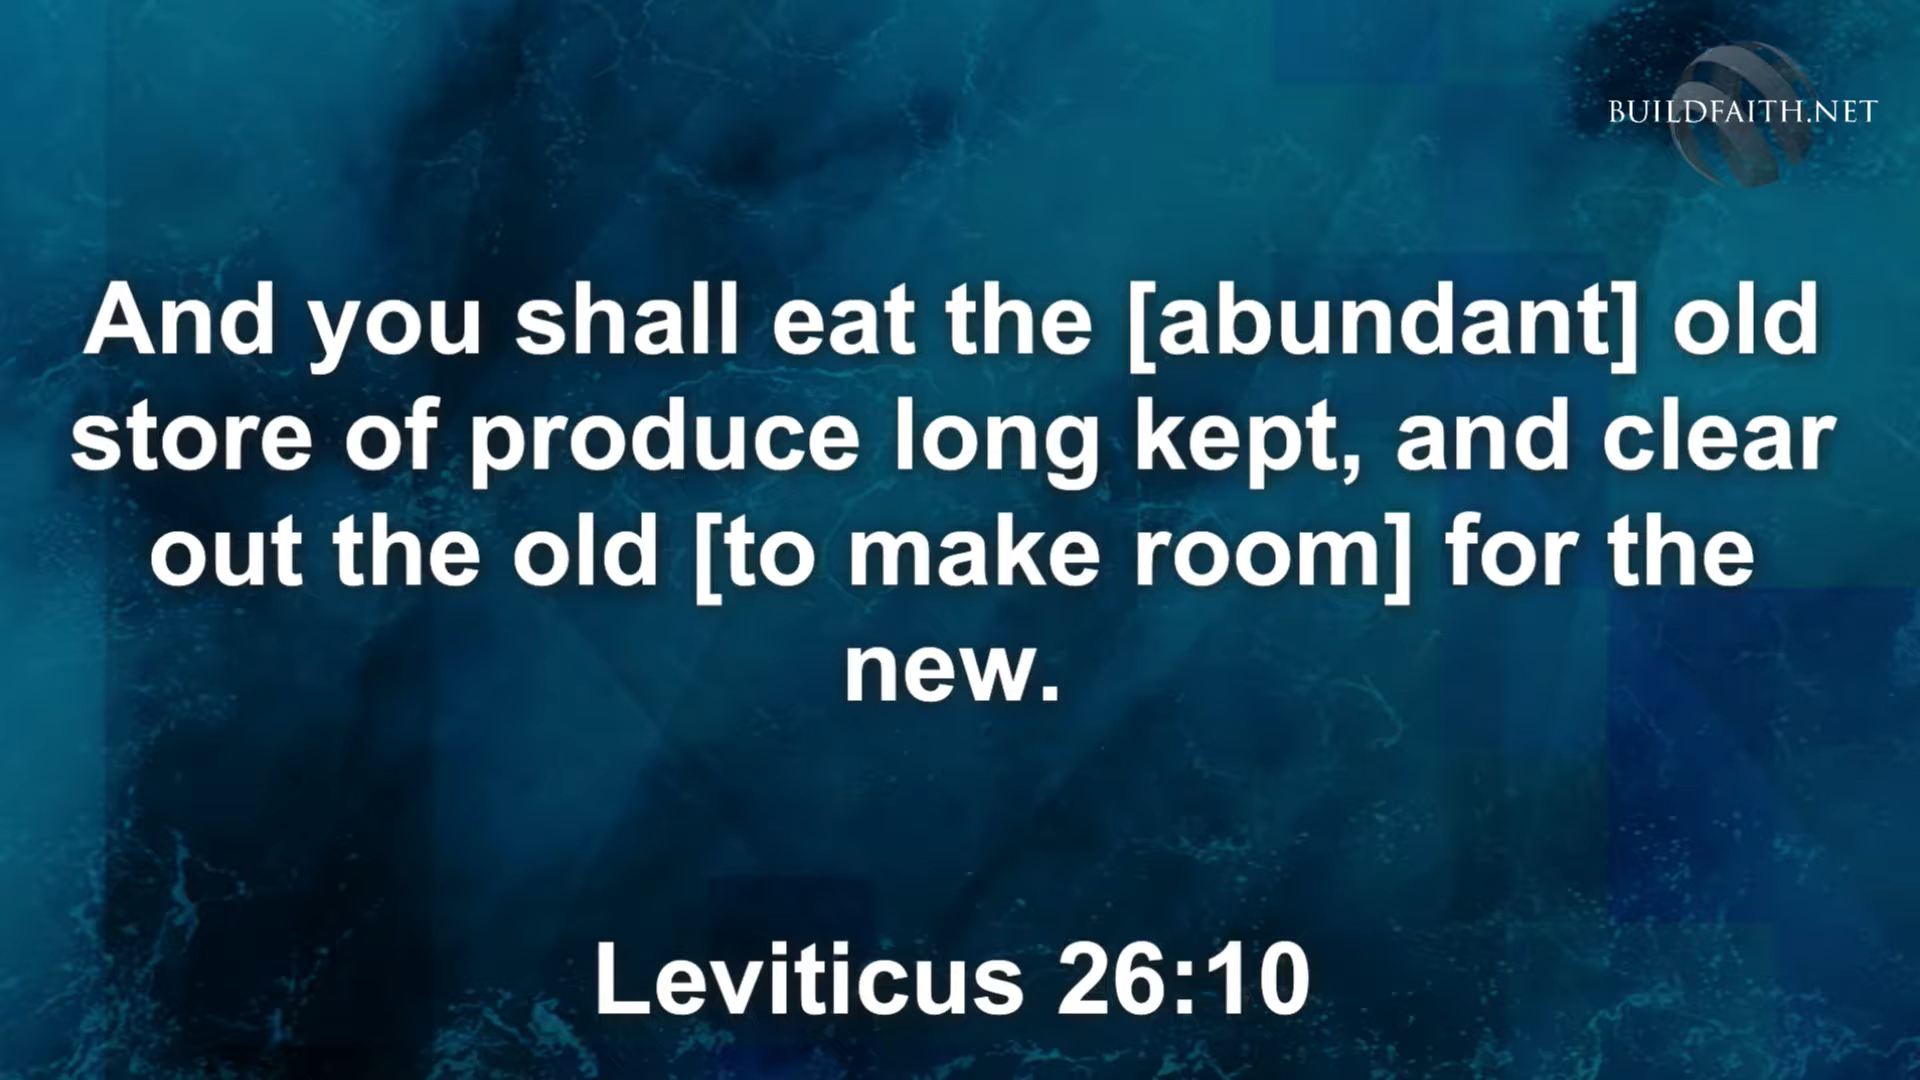 BUILDFAITH.NET
And you shall eat the [abundant] old
store of produce long kept, and clear
out the old [to make room] for the
new.
Leviticus 26:10